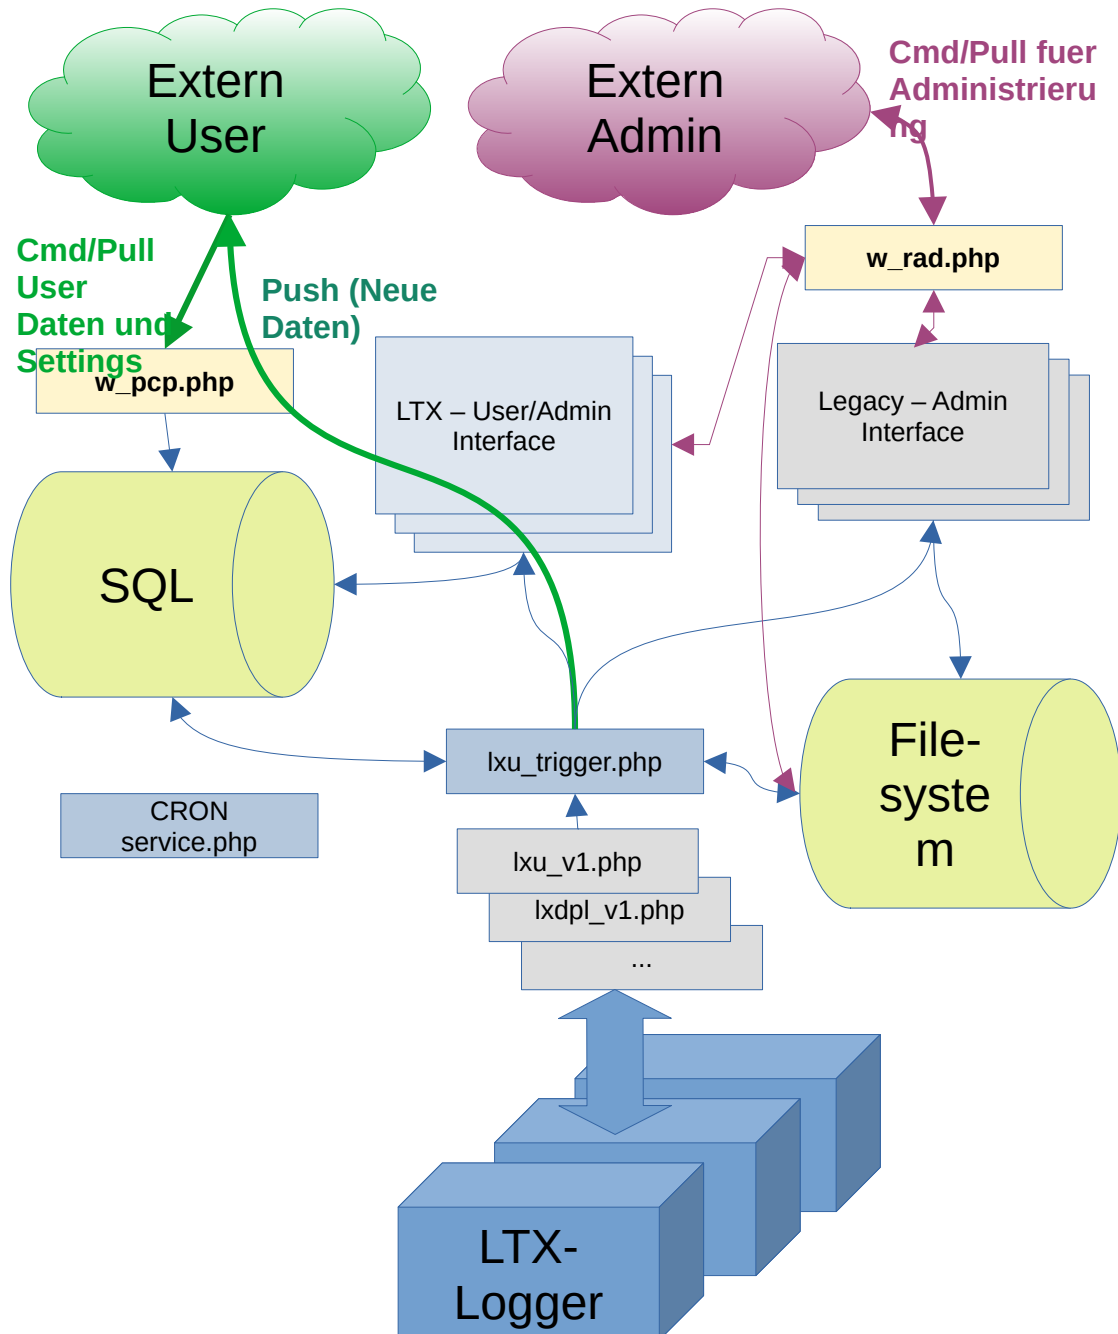 Extern
User
Extern
Admin
Cmd/Pull fuer
Administrieru
ng
w_rad.php
Cmd/Pull
User
Daten und
Settings
Push (Neue
Daten)
w_pcp.php
LTX – User/Admin
Interface
Legacy – Admin
Interface
SQL
lxu_trigger.php
File-
syste
m
CRON
service.php
lxu_v1.php
lxdpl_v1.php
...
LTX-
Logger